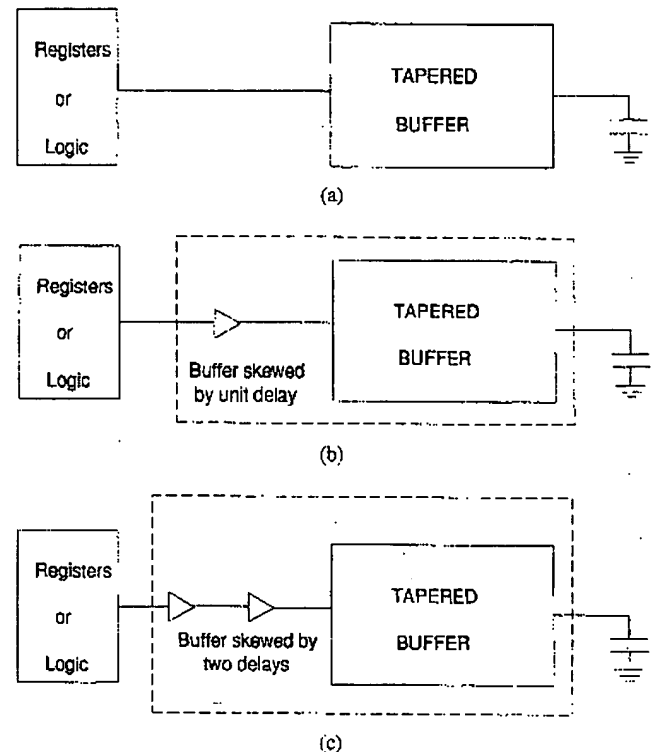 Registers
or
Logic
TAPERED
BUFFER
(a)
Registers
or
Logic
Buffer skewed
by unit delay
TAPERED
BUFFER
(b)
Registers
or
Logic
Buffer skewed by
two delays
TAPERED
BUFFER
(c)